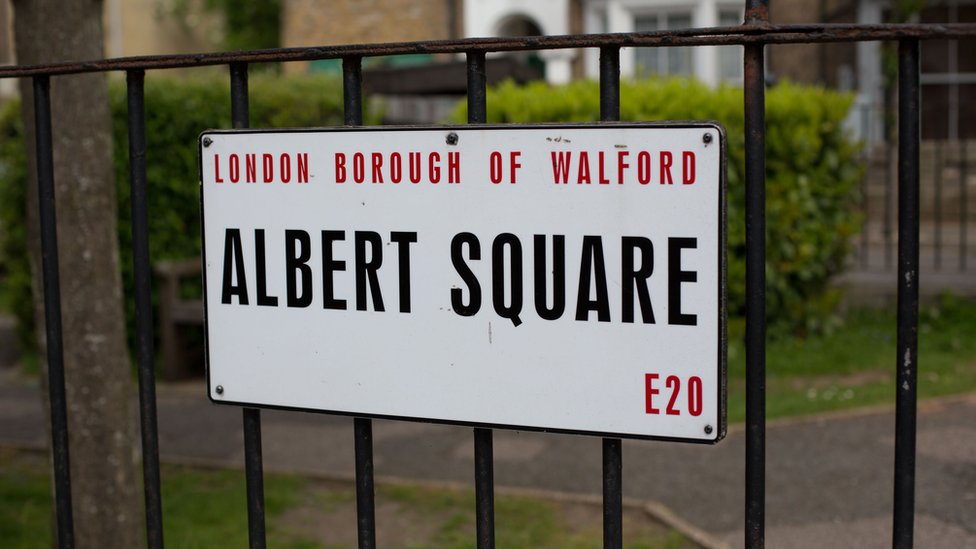 LONDON BOROUGH OF WALFORD
ALBERT SQUARE
E20